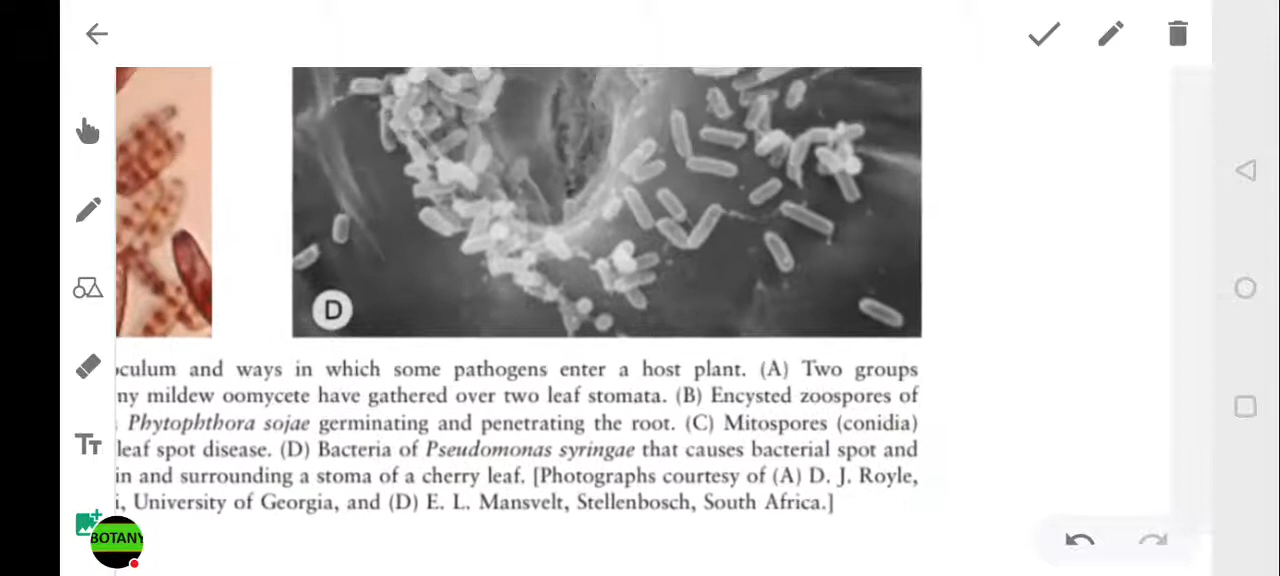 D
culum and ways in which some pathogens enter a host plant. (A) Two groups
ny mildew oomycete have gathered over two leaf stomata. (B) Encysted zoospores of
Phytophthora sojae germinating and penetrating the root. (C) Mitospores (conidia)
leaf spot disease. (D) Bacteria of Pseudomonas syringae that causes bacterial spot and
in and surrounding a stoma of a cherry leaf. [Photographs courtesy of (A) D. J. Royle,
i, University of Georgia, and (D) E. L. Mansvelt, Stellenbosch, South Africa.]
TT
BOTANY